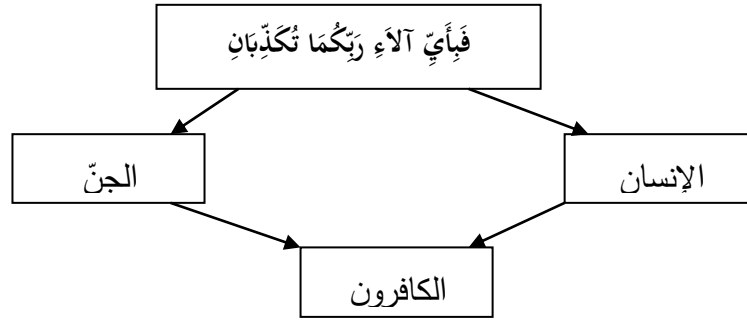 فَبِأَيِّ آلاَءِ رَبِّكُمَا تُكَذِّبَانِ
الإنسان
الجنّ
الكافرون